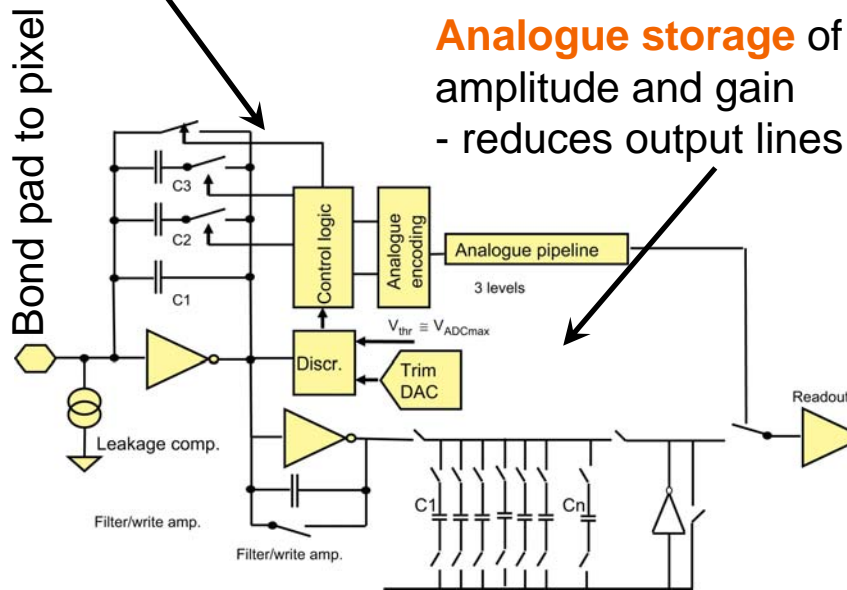 Bond pad to pixel
Analogue storage of
amplitude and gain
- reduces output lines
C3
C2
C1
Control logic
Analogue
encoding
Analogue pipeline
3 levels
V_thr ≡ V_ADCmax
Discr.
Trim
DAC
Readout
Leakage comp.
C1
Cn
Filter/write amp.
Filter/write amp.